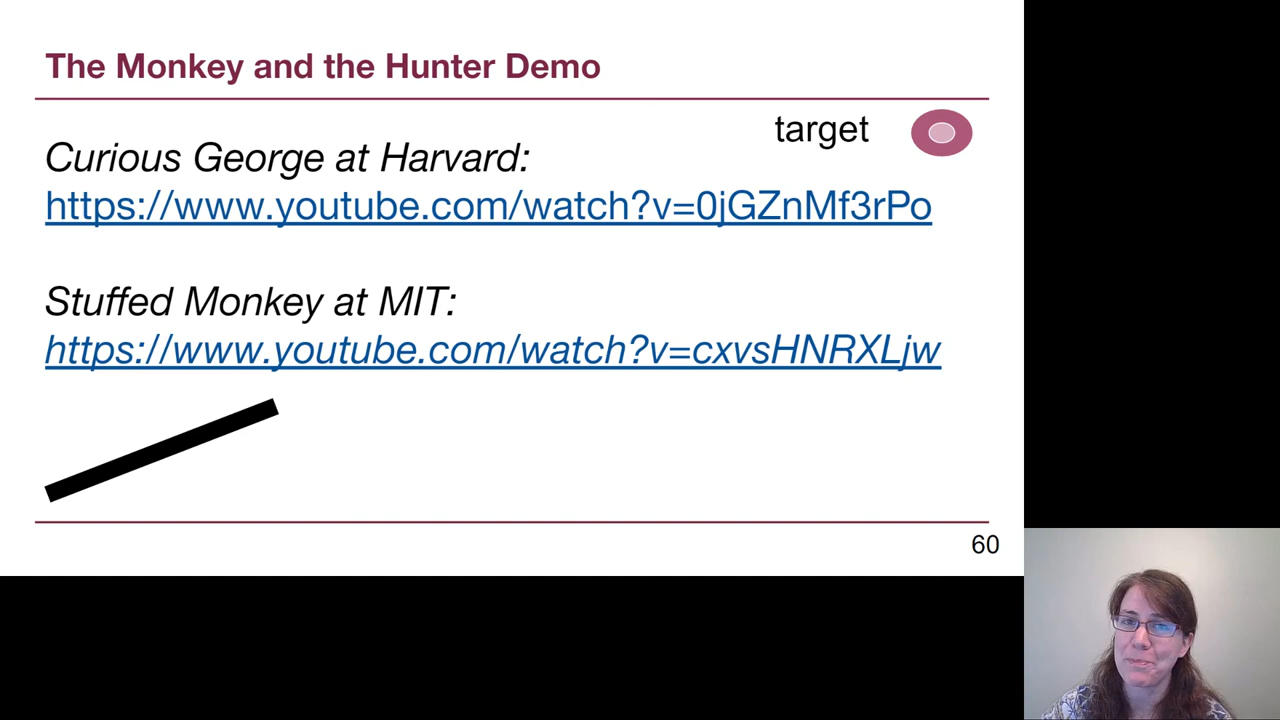 The Monkey and the Hunter Demo
target
Curious George at Harvard:
https://www.youtube.com/watch?v=0jGZnMf3rPo
Stuffed Monkey at MIT:
https://www.youtube.com/watch?v=cxvsHNRXLjw
60